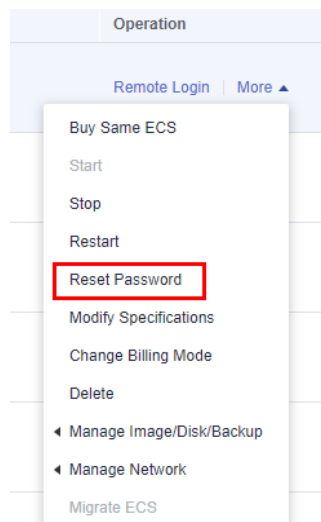 Operation
Remote Login More
Buy Same ECS
Start
Stop
Restart
Reset Password
Modify Specifications
Change Billing Mode
Delete
Manage Image/Disk/Backup
Manage Network
Migrate ECS